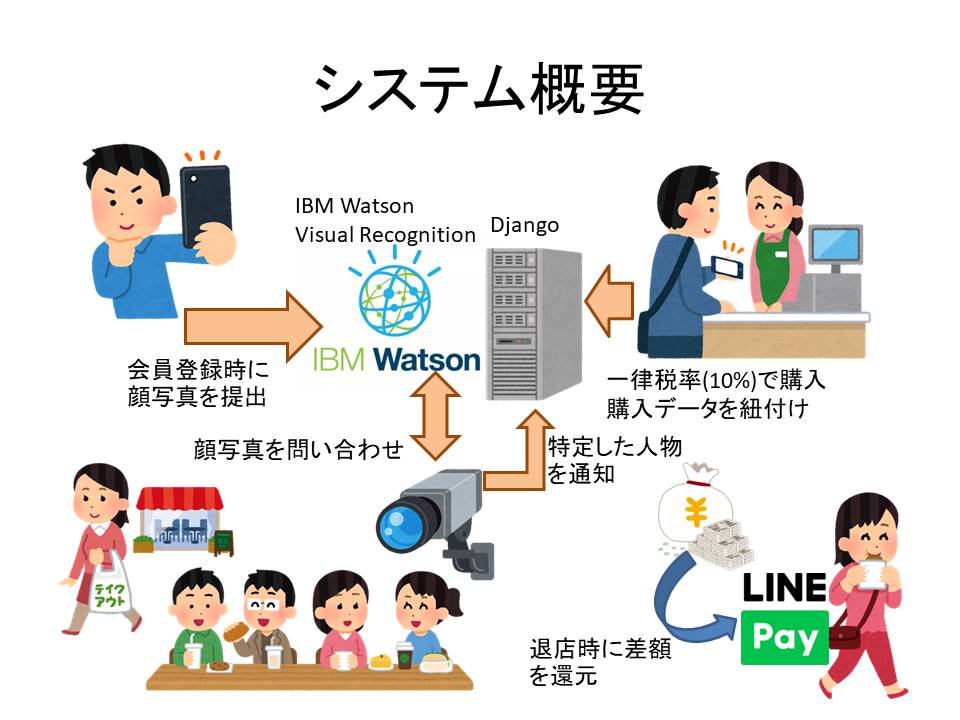 システム概要
IBM Watson
Visual Recognition
Django
IBM Watson
会員登録時に
顔写真を提出
一律税率(10%)で購入
購入データを紐付け
顔写真を問い合わせ
特定した人物
を通知
テイク
アウト
¥
LINE
Pay
退店時に差額
を還元